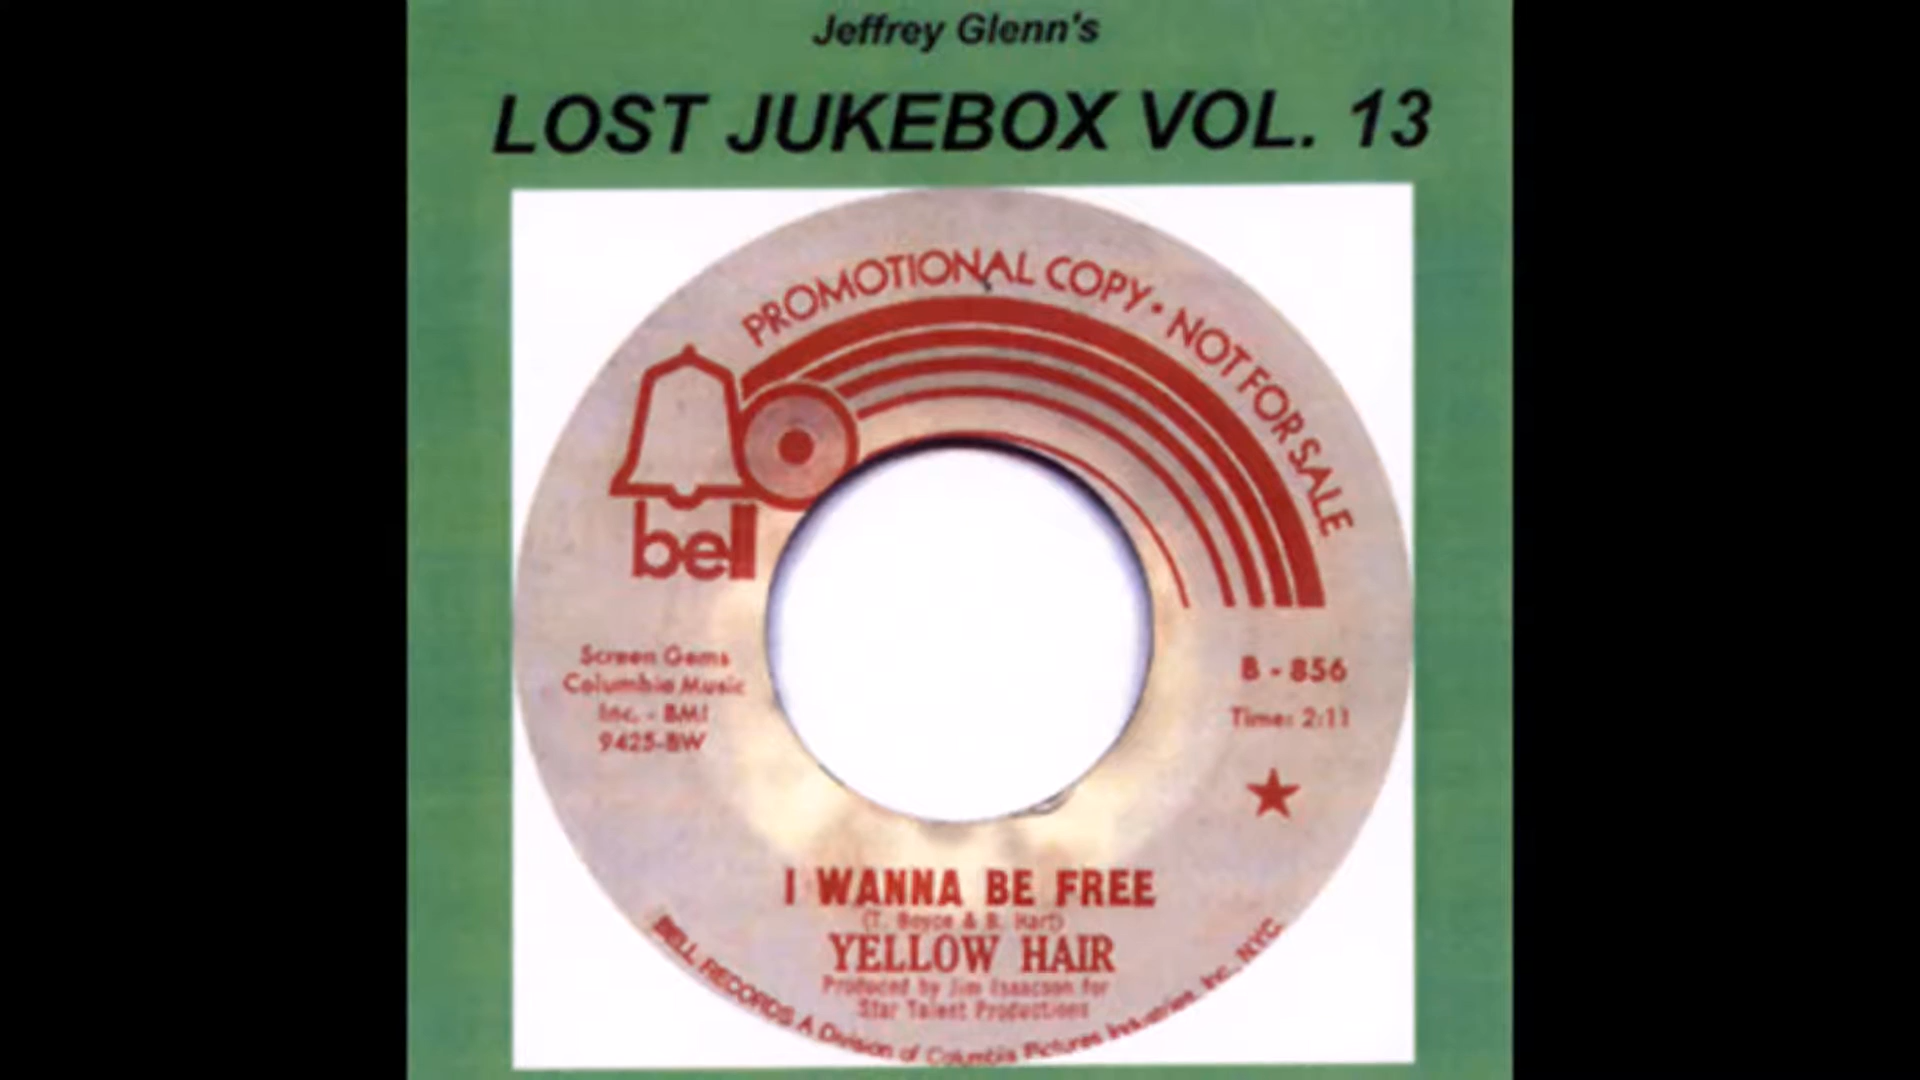 Jeffrey Glenn's
LOST JUKEBOX VOL. 13
PROMOTIONAL COPY • NOT FOR SALE
bell
Screen Gems
Columbia Music
Inc. - BMI
9425-BW
B - 856
Time: 2:11
I WANNA BE FREE
(T. Boyce & B. Hart)
YELLOW HAIR
Produced by Jim Isaacson for
Star Talent Productions
BELL RECORDS A Division of Columbia Pictures Industries, Inc., NYC